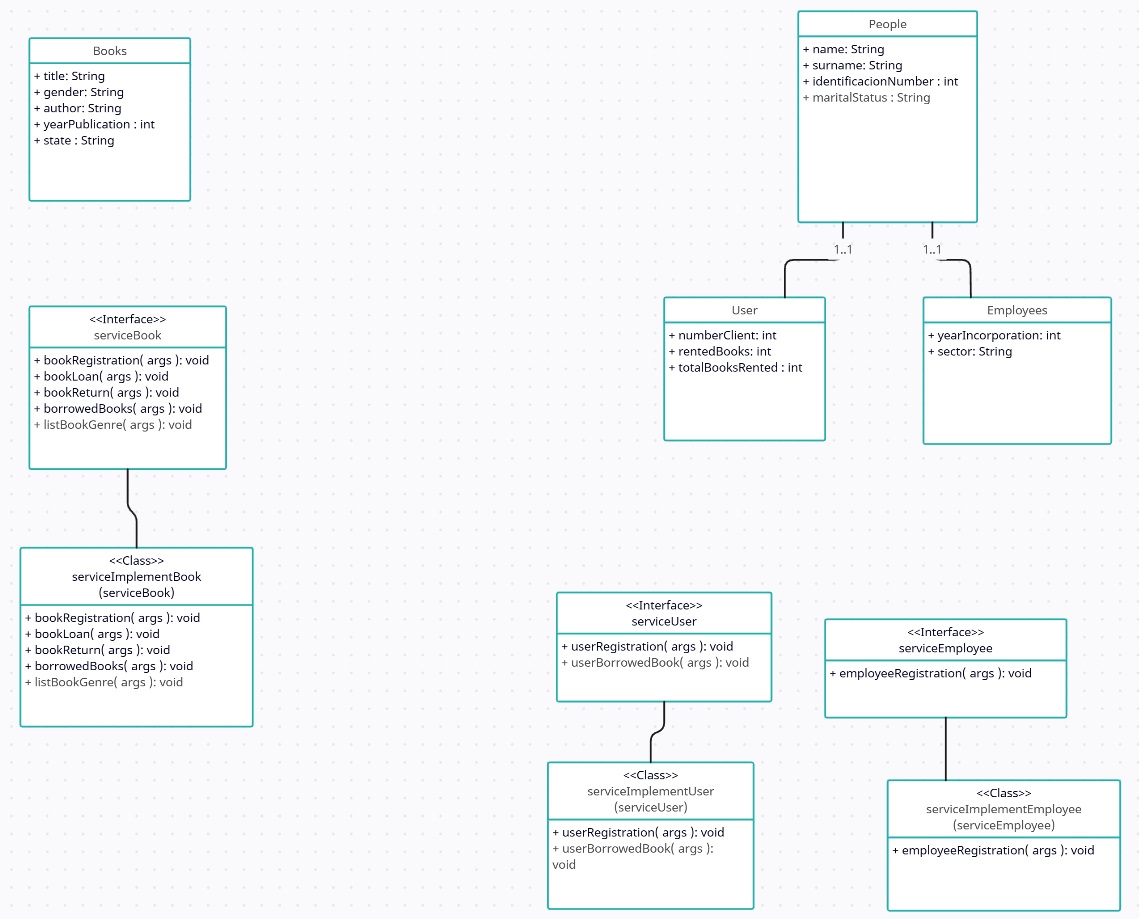 Books
+ title: String
+ gender: String
+ author: String
+ yearPublication : int
+ state : String
People
+ name: String
+ surname: String
+ identificacionNumber : int
+ maritalStatus : String
1..1
1..1
User
+ numberClient: int
+ rentedBooks: int
+ totalBooksRented : int
Employees
+ yearIncorporation: int
+ sector: String
<<Interface>>
serviceBook
+ bookRegistration( args ): void
+ bookLoan( args ): void
+ bookReturn( args ): void
+ borrowedBooks( args ): void
+ listBookGenre( args ): void
<<Class>>
serviceImplementBook
(serviceBook)
+ bookRegistration( args ): void
+ bookLoan( args ): void
+ bookReturn( args ): void
+ borrowedBooks( args ): void
+ listBookGenre( args ): void
<<Interface>>
serviceUser
+ userRegistration( args ): void
+ userBorrowedBook( args ): void
<<Interface>>
serviceEmployee
+ employeeRegistration( args ): void
<<Class>>
serviceImplementUser
(serviceUser)
+ userRegistration( args ): void
+ userBorrowedBook( args ):
void
<<Class>>
serviceImplementEmployee
(serviceEmployee)
+ employeeRegistration( args ): void